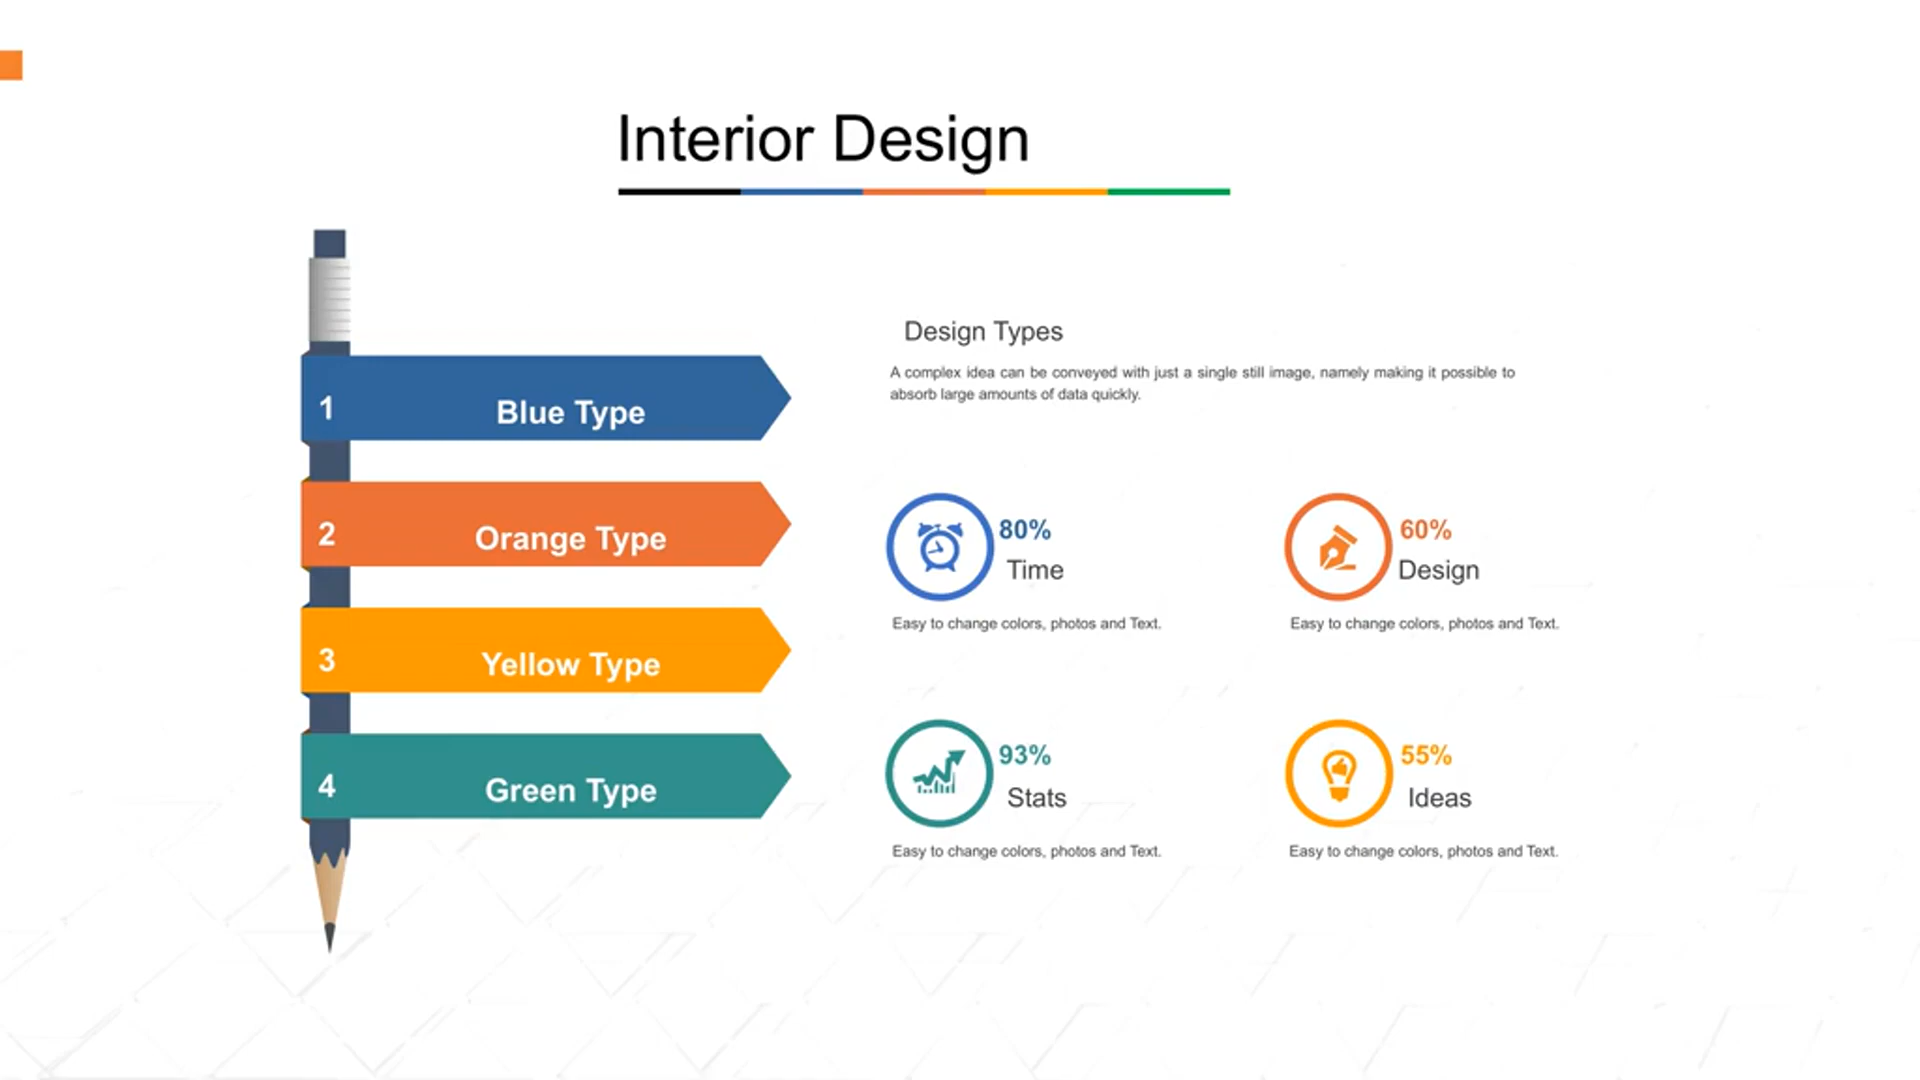 Interior Design
1
Blue Type
2
Orange Type
3
Yellow Type
4
Green Type
Design Types
A complex idea can be conveyed with just a single still image, namely making it possible to
absorb large amounts of data quickly.
80%
Time
Easy to change colors, photos and Text.
60%
Design
Easy to change colors, photos and Text.
93%
Stats
Easy to change colors, photos and Text.
55%
Ideas
Easy to change colors, photos and Text.